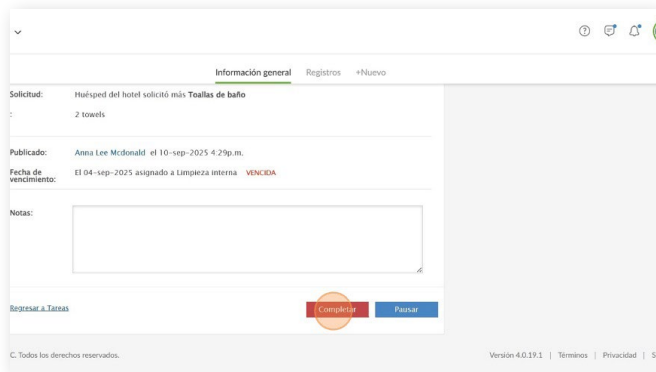 Información general Registros +Nuevo
Solicitud: Huésped del hotel solicitó más Toallas de baño
: 2 towels
Publicado: Anna Lee Mcdonald el 10-sep-2025 4:29p.m.
Fecha de vencimiento: El 04-sep-2025 asignado a Limpieza interna VENCIDA
Notas:
Regresar a Tareas Completar Pausar
C. Todos los derechos reservados. Versión 4.0.19.1 | Términos | Privacidad | S